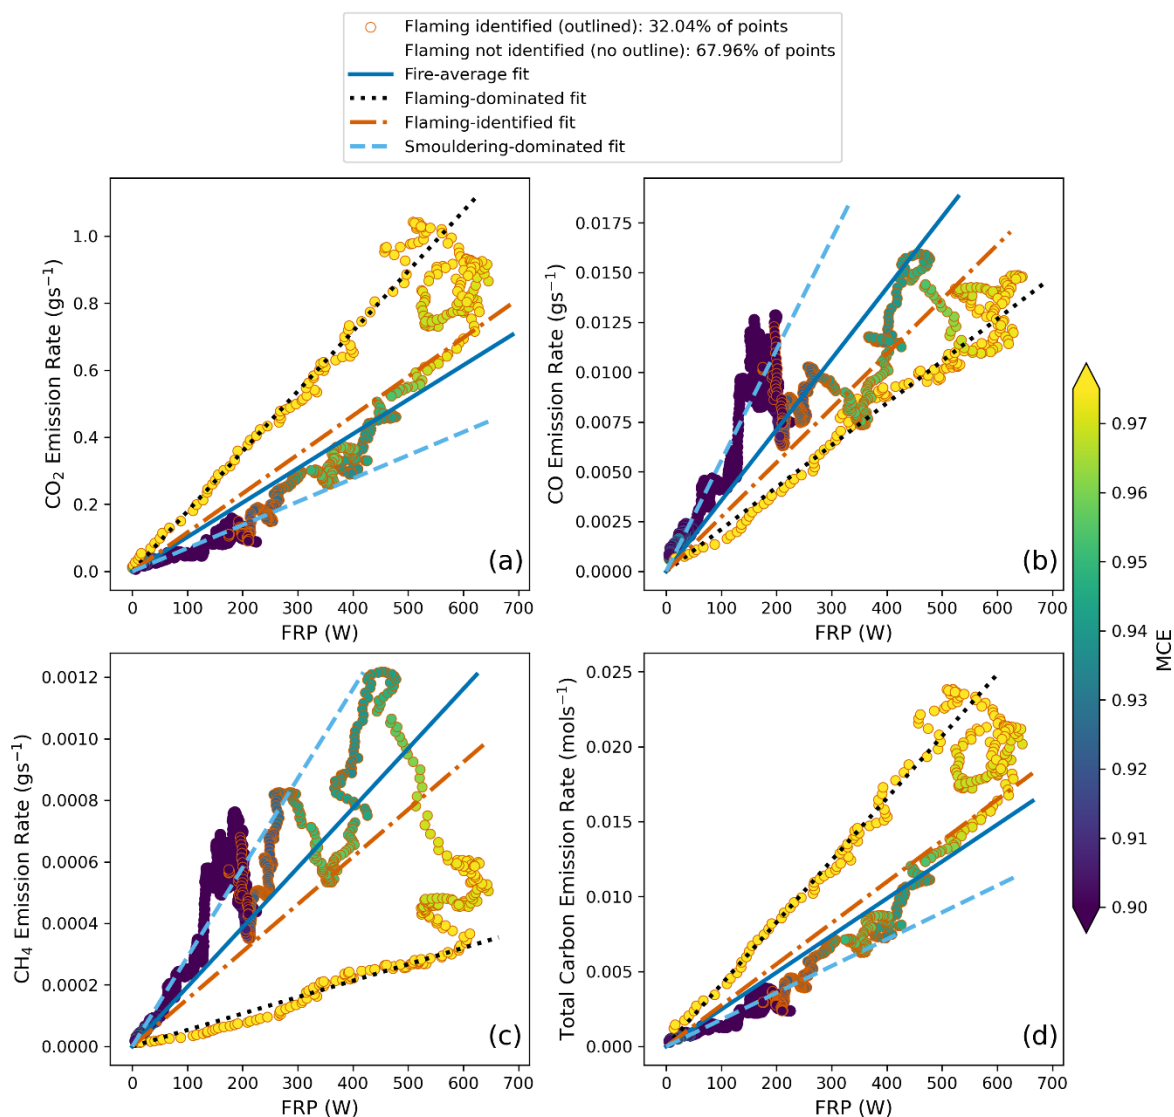 Flaming identified (outlined): 32.04% of points
Flaming not identified (no outline): 67.96% of points
Fire-average fit
Flaming-dominated fit
Flaming-identified fit
Smouldering-dominated fit
CO₂ Emission Rate (gs⁻¹)
1.0
0.8
0.6
0.4
0.2
0.0
0 100 200 300 400 500 600 700
FRP (W)
(a)
CO Emission Rate (gs⁻¹)
0.0175
0.0150
0.0125
0.0100
0.0075
0.0050
0.0025
0.0000
0 100 200 300 400 500 600 700
FRP (W)
(b)
CH₄ Emission Rate (gs⁻¹)
0.0012
0.0010
0.0008
0.0006
0.0004
0.0002
0.0000
0 100 200 300 400 500 600 700
FRP (W)
(c)
Total Carbon Emission Rate (mols⁻¹)
0.025
0.020
0.015
0.010
0.005
0.000
0 100 200 300 400 500 600 700
FRP (W)
(d)
0.97
0.96
0.95
0.94
0.93
0.92
0.91
0.90
MCE